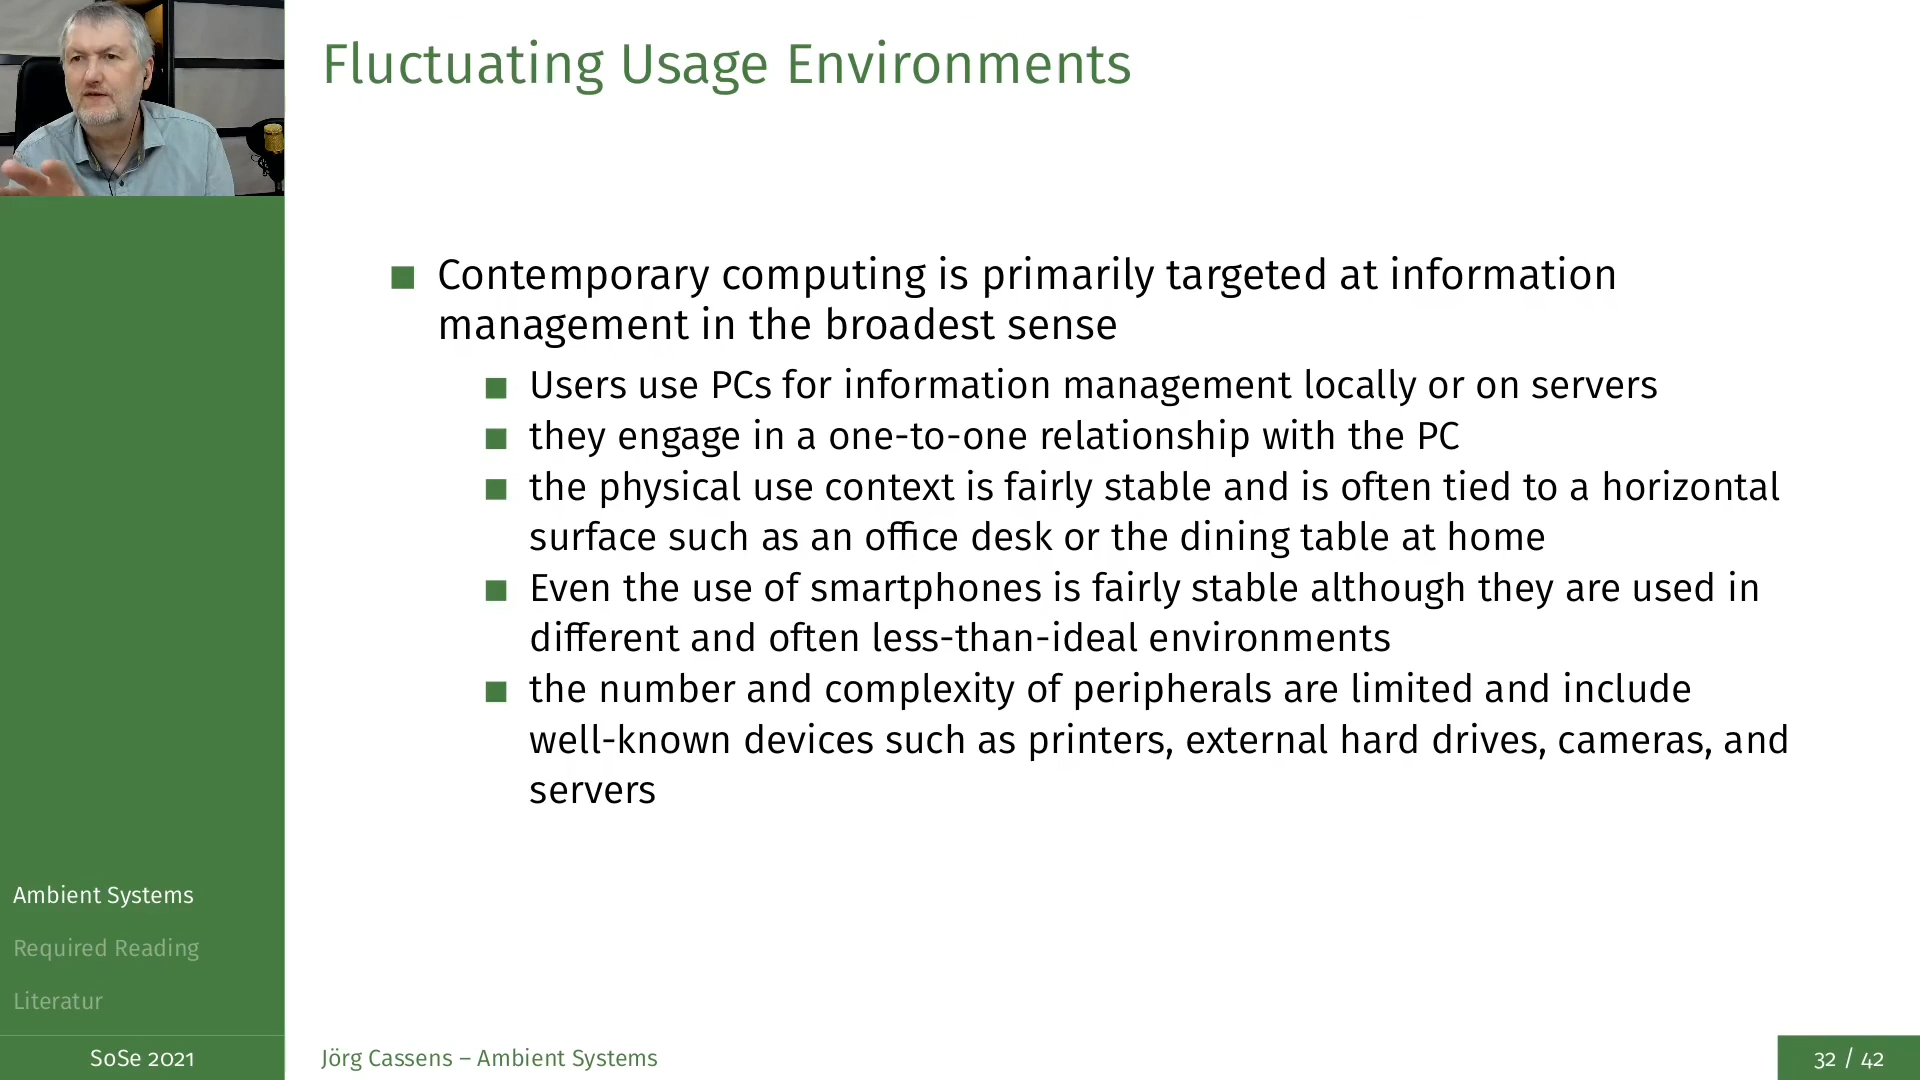 Fluctuating Usage Environments
Contemporary computing is primarily targeted at information
management in the broadest sense
Users use PCs for information management locally or on servers
they engage in a one-to-one relationship with the PC
the physical use context is fairly stable and is often tied to a horizontal
surface such as an office desk or the dining table at home
Even the use of smartphones is fairly stable although they are used in
different and often less-than-ideal environments
the number and complexity of peripherals are limited and include
well-known devices such as printers, external hard drives, cameras, and
servers
Ambient Systems
Required Reading
Literatur
SoSe 2021
Jörg Cassens – Ambient Systems
32 / 42